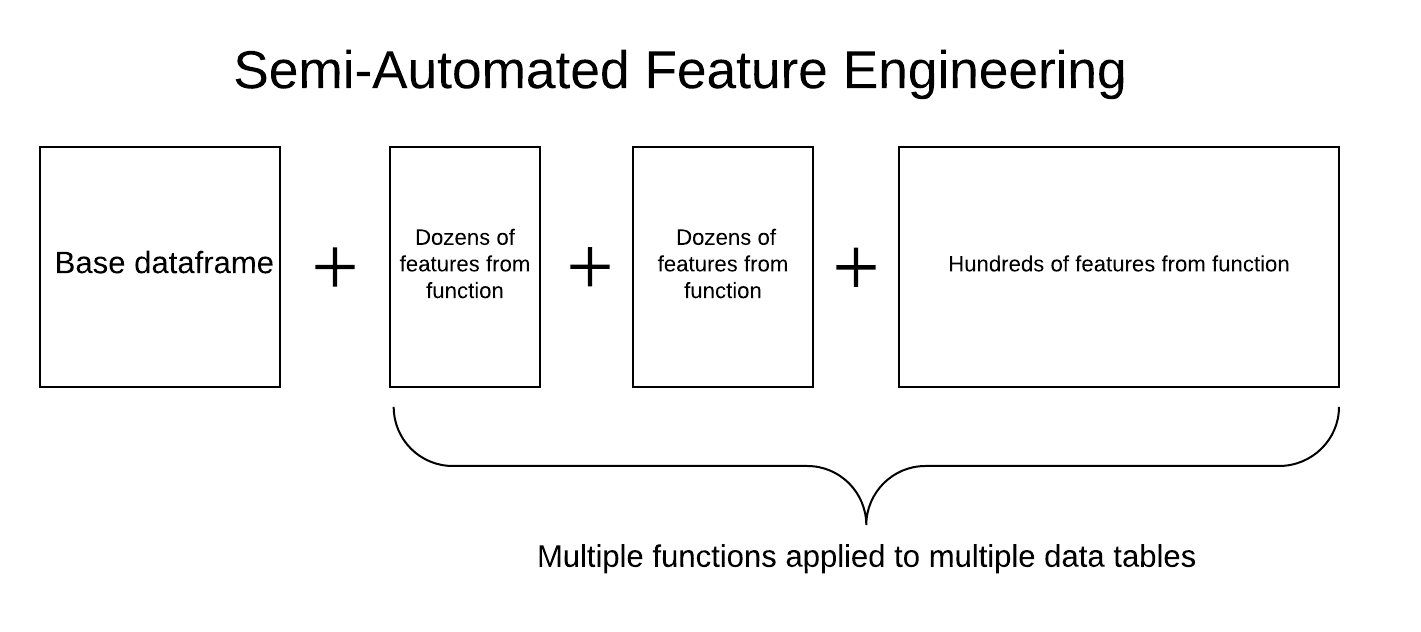 Semi-Automated Feature Engineering
Base dataframe
+
Dozens of
features from
function
+
Dozens of
features from
function
+
Hundreds of features from function
Multiple functions applied to multiple data tables